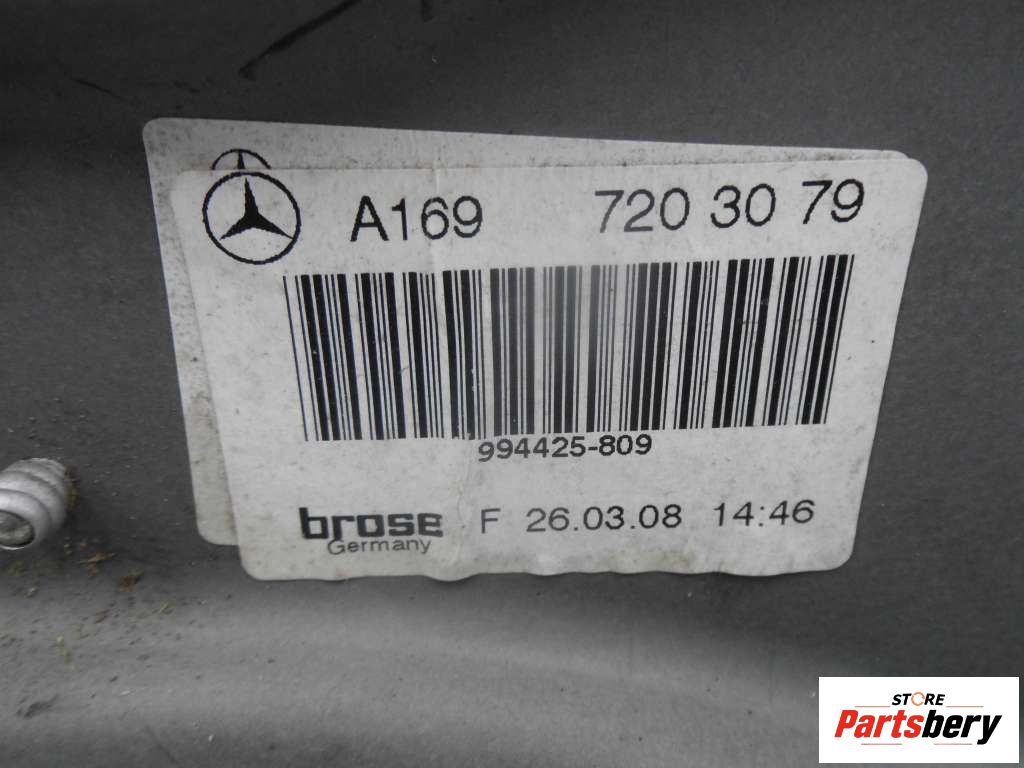 A169 720 30 79
994425-809
brose F 26.03.08 14:46
Germany
STORE
Partsbery